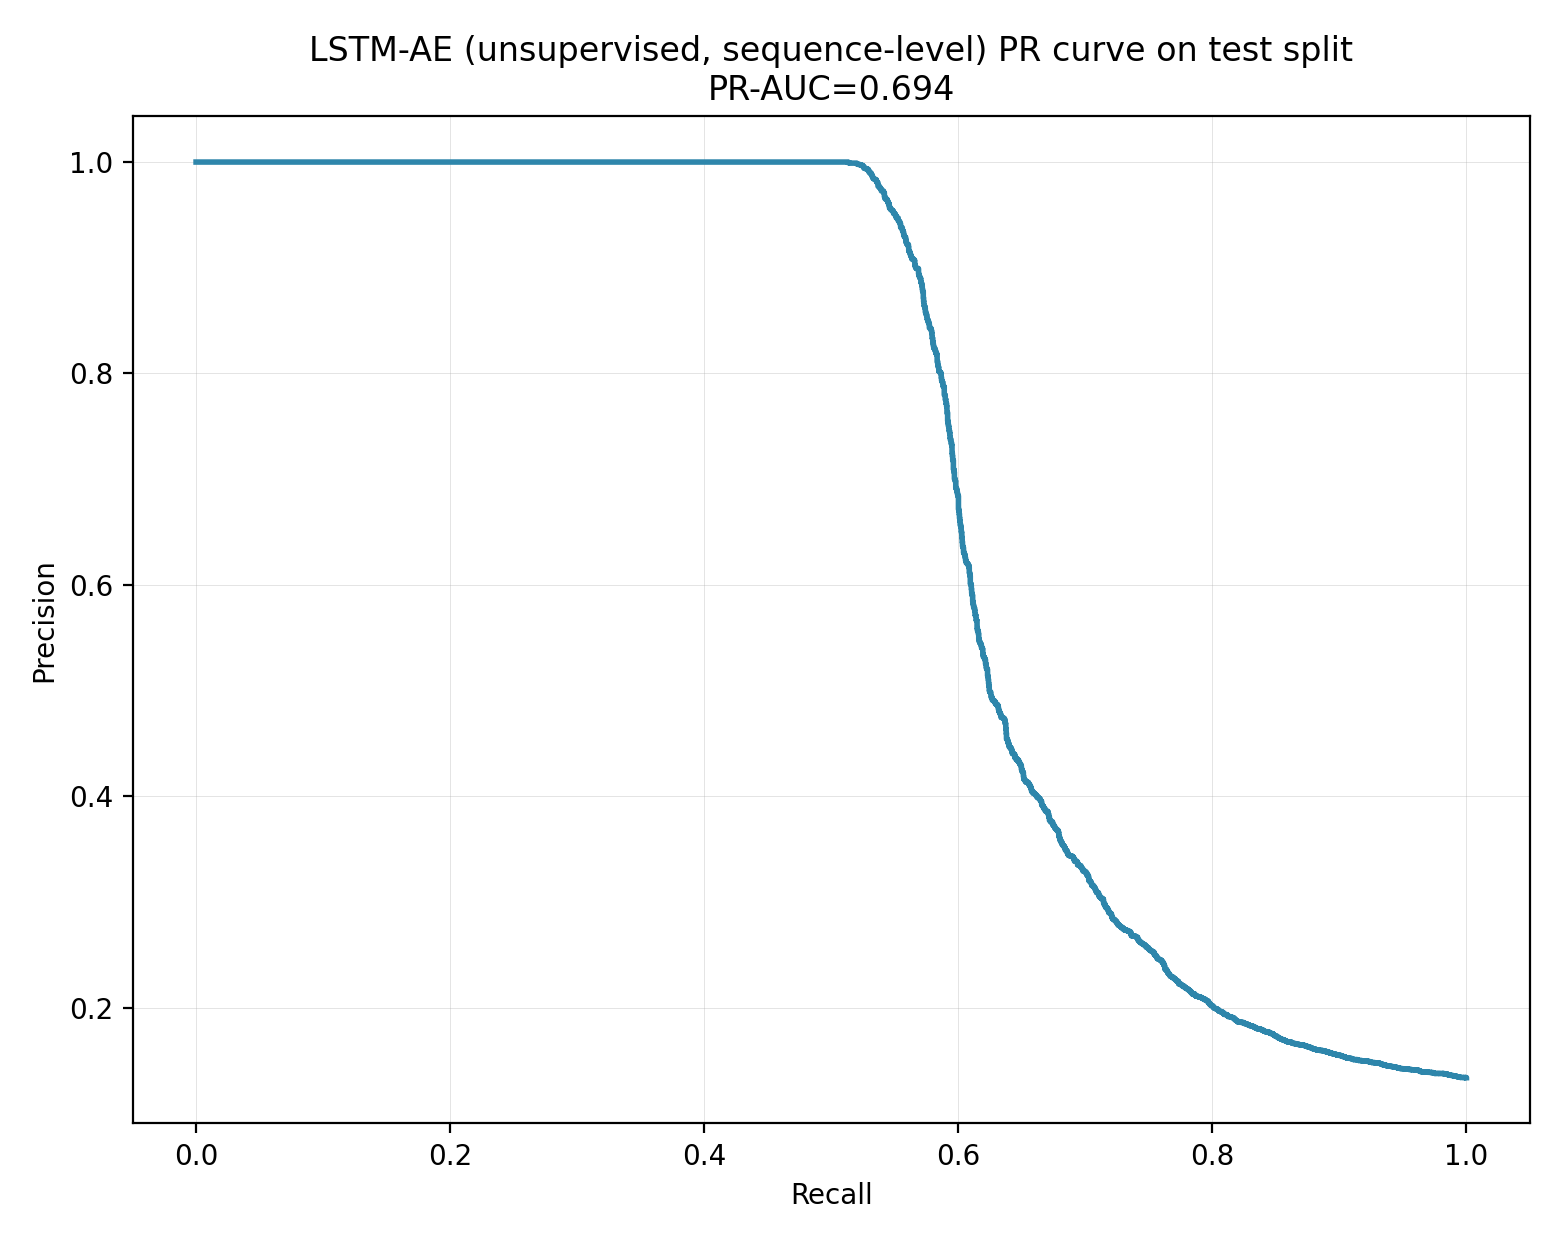 LSTM-AE (unsupervised, sequence-level) PR curve on test split
PR-AUC=0.694
1.0
0.8
0.6
0.4
0.2
Precision
0.0 0.2 0.4 0.6 0.8 1.0
Recall